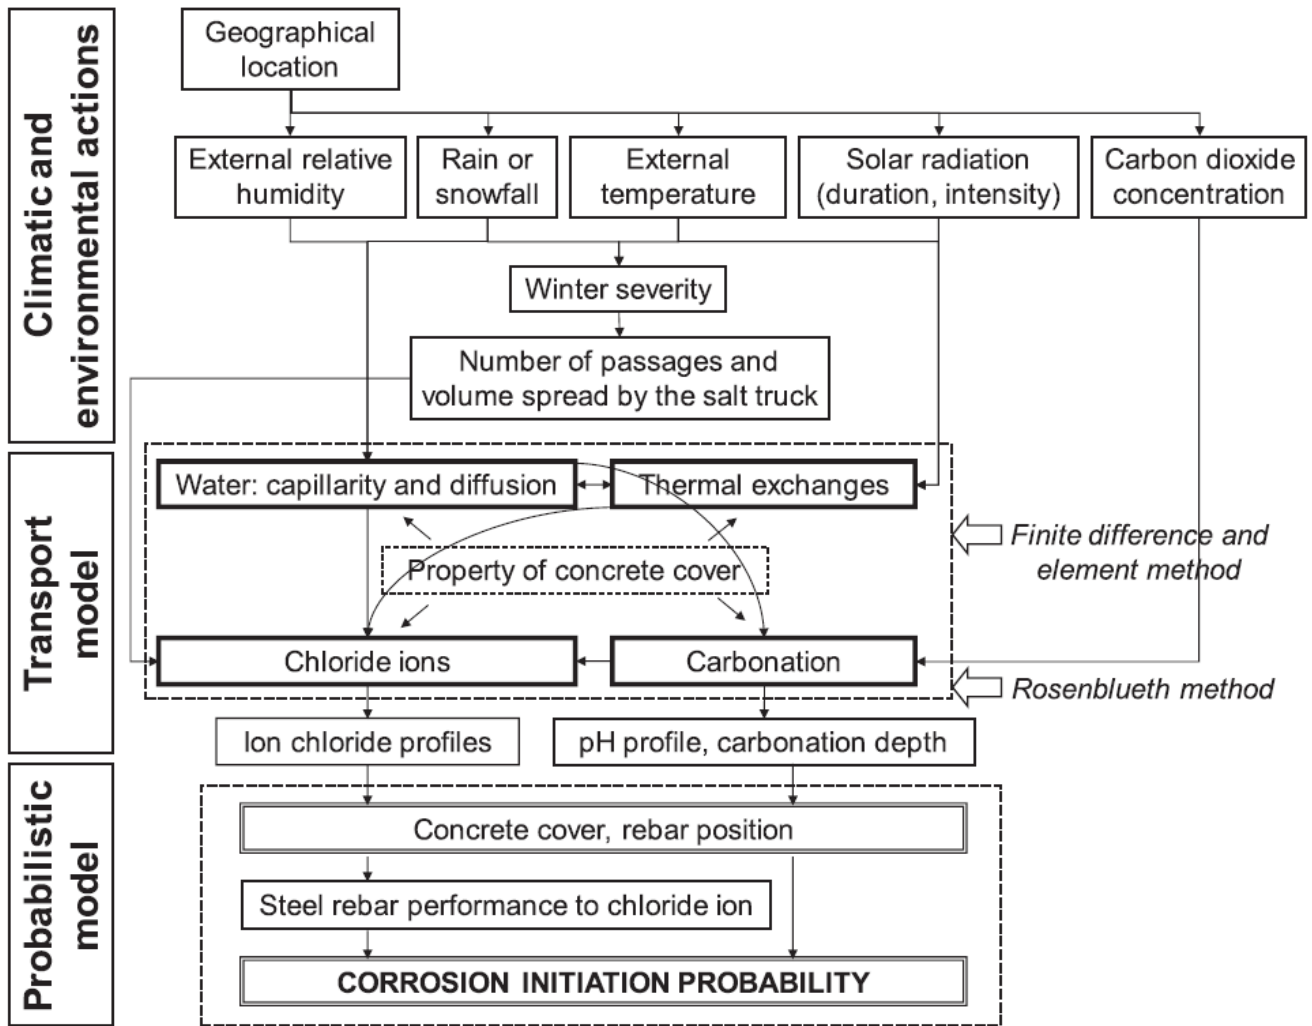 Climatic and
environmental actions
Geographical
location
External relative
humidity
Rain or
snowfall
External
temperature
Solar radiation
(duration, intensity)
Carbon dioxide
concentration
Winter severity
Number of passages and
volume spread by the salt truck
Transport
model
Water: capillarity and diffusion
Thermal exchanges
Property of concrete cover
Finite difference and
element method
Chloride ions
Carbonation
Rosenblueth method
Ion chloride profiles
pH profile, carbonation depth
Probabilistic
model
Concrete cover, rebar position
Steel rebar performance to chloride ion
CORROSION INITIATION PROBABILITY